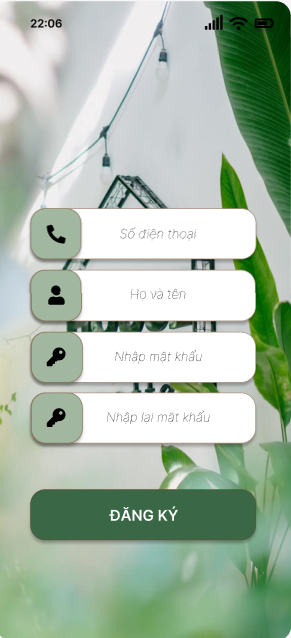 22:06
Số điện thoại
Họ và tên
Nhập mật khẩu
Nhập lại mật khẩu
ĐĂNG KÝ